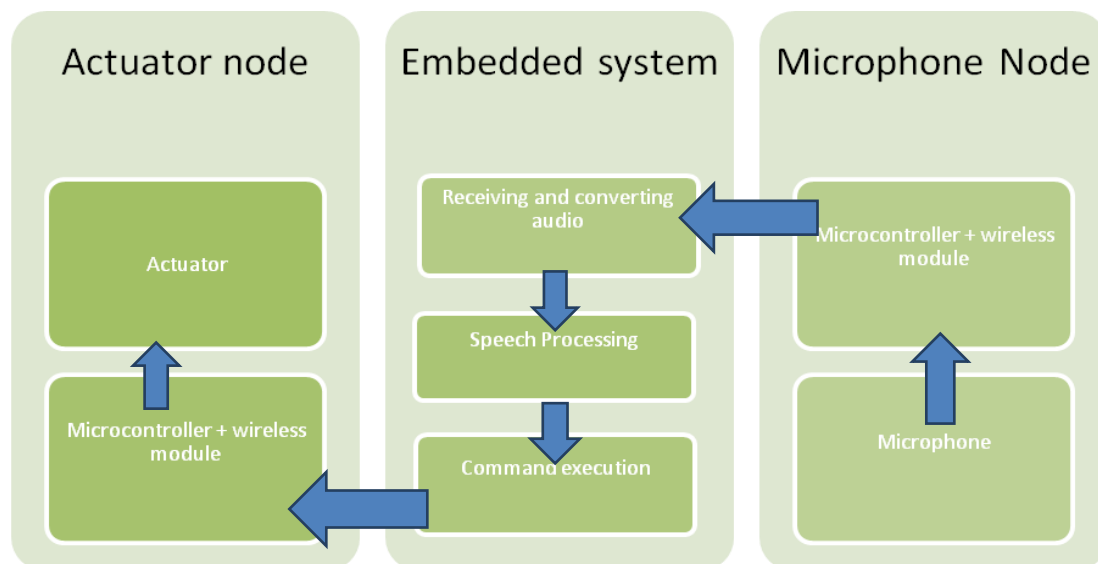 Actuator node
Actuator
Microcontroller + wireless
module
Embedded system
Receiving and converting
audio
Speech Processing
Command execution
Microphone Node
Microcontroller + wireless
module
Microphone